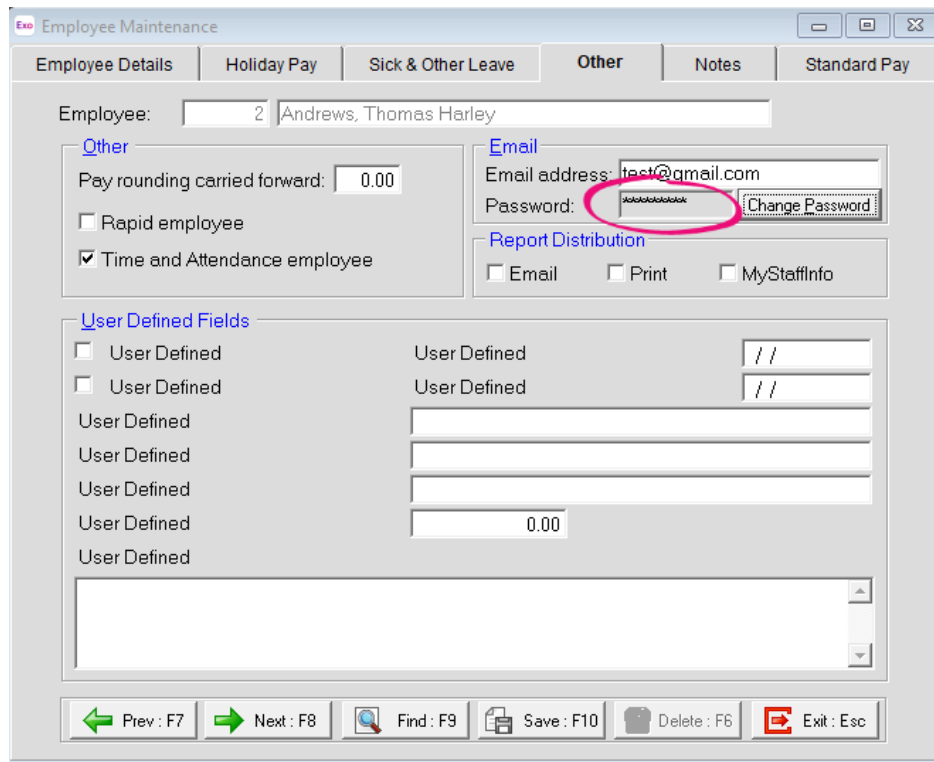 Exo Employee Maintenance
Employee Details Holiday Pay Sick & Other Leave Other Notes Standard Pay
Employee: 2 Andrews, Thomas Harley
Other
Pay rounding carried forward: 0.00
Rapid employee
Time and Attendance employee
Email
Email address: test@gmail.com
Password: ********** Change Password
Report Distribution
Email Print MyStaffInfo
User Defined Fields
User Defined User Defined / /
User Defined User Defined / /
User Defined
User Defined
User Defined
User Defined 0.00
User Defined
Prev : F7 Next : F8 Find : F9 Save : F10 Delete : F6 Exit : Esc